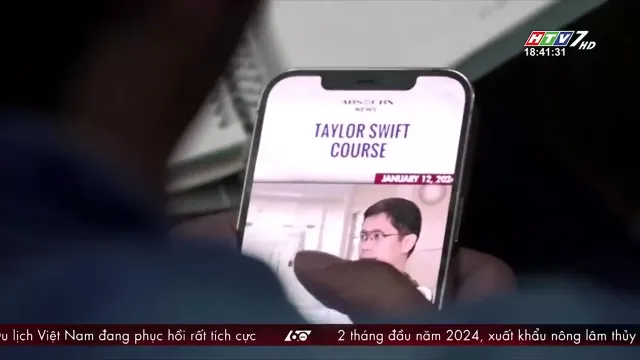 HTV7 HD
18:41:31
ABS-CBN
NEWS
TAYLOR SWIFT
COURSE
JANUARY 12, 202
lịch Việt Nam đang phục hồi rất tích cực
60
2 tháng đầu năm 2024, xuất khẩu nông lâm thủy